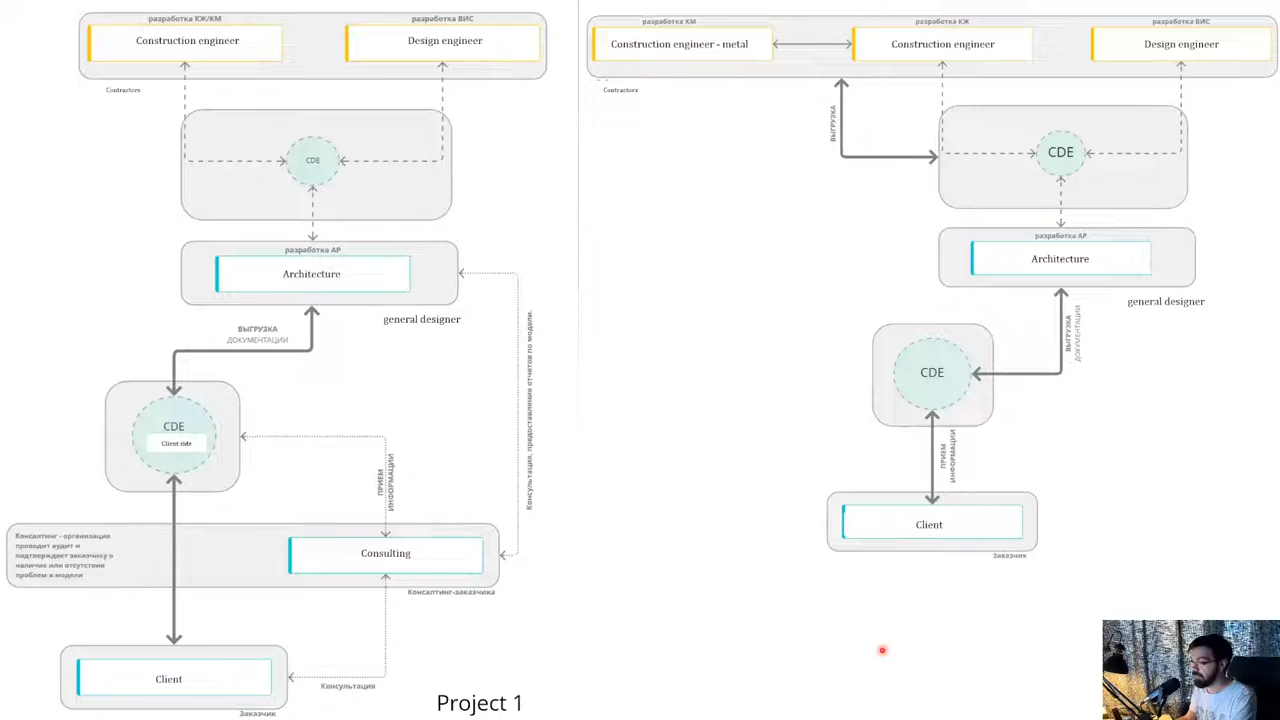 разработка КЖ/КМ
Construction engineer
разработка ВИС
Design engineer
Contractors
CDE
разработка АР
Architecture
general designer
ВЫГРУЗКА
ДОКУМЕНТАЦИИ
CDE
Client side
ПРИЕМ
ИНФОРМАЦИИ
Консультация, предоставление отчетов по модели.
Консалтинг - организация
проводит аудит и
подтверждает заказчику о
наличие или отсутствия
проблем в модели
Consulting
Консалтинг-заказчика
Client
Консультация
Заказчик
Project 1
разработка КМ
Construction engineer - metal
разработка КЖ
Construction engineer
разработка ВИС
Design engineer
Contractors
ВЫГРУЗКА
CDE
разработка АР
Architecture
general designer
ВЫГРУЗКА
ДОКУМЕНТАЦИИ
CDE
ПРИЕМ
ИНФОРМАЦИИ
Client
Заказчик